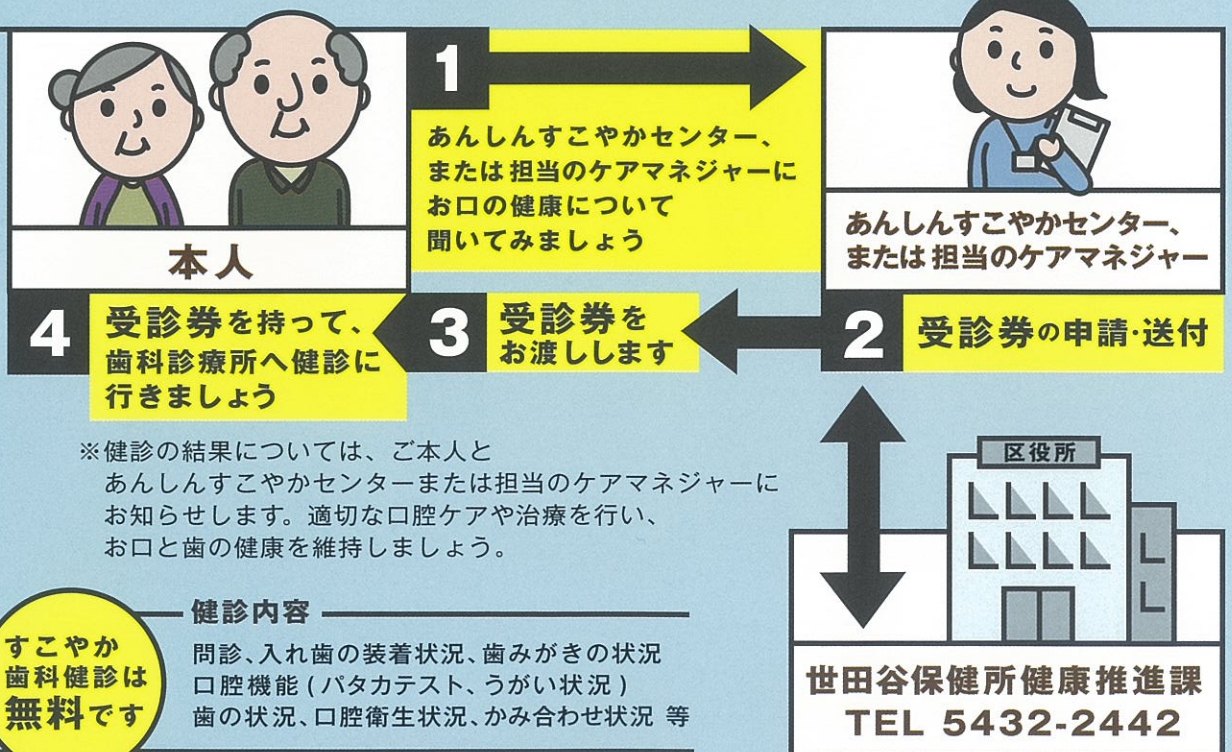 1
あんしんすこやかセンター、
または担当のケアマネジャーに
お口の健康について
聞いてみましょう
本人
あんしんすこやかセンター、
または担当のケアマネジャー
2
受診券の申請・送付
3
受診券を
お渡しします
4
受診券を持って、
歯科診療所へ健診に
行きましょう
※健診の結果については、ご本人と
あんしんすこやかセンターまたは担当のケアマネジャーに
お知らせします。適切な口腔ケアや治療を行い、
お口と歯の健康を維持しましょう。
区役所
世田谷保健所健康推進課
TEL 5432-2442
すこやか
歯科健診は
無料です
健診内容
問診、入れ歯の装着状況、歯みがきの状況
口腔機能(パタカテスト、うがい状況)
歯の状況、口腔衛生状況、かみ合わせ状況 等